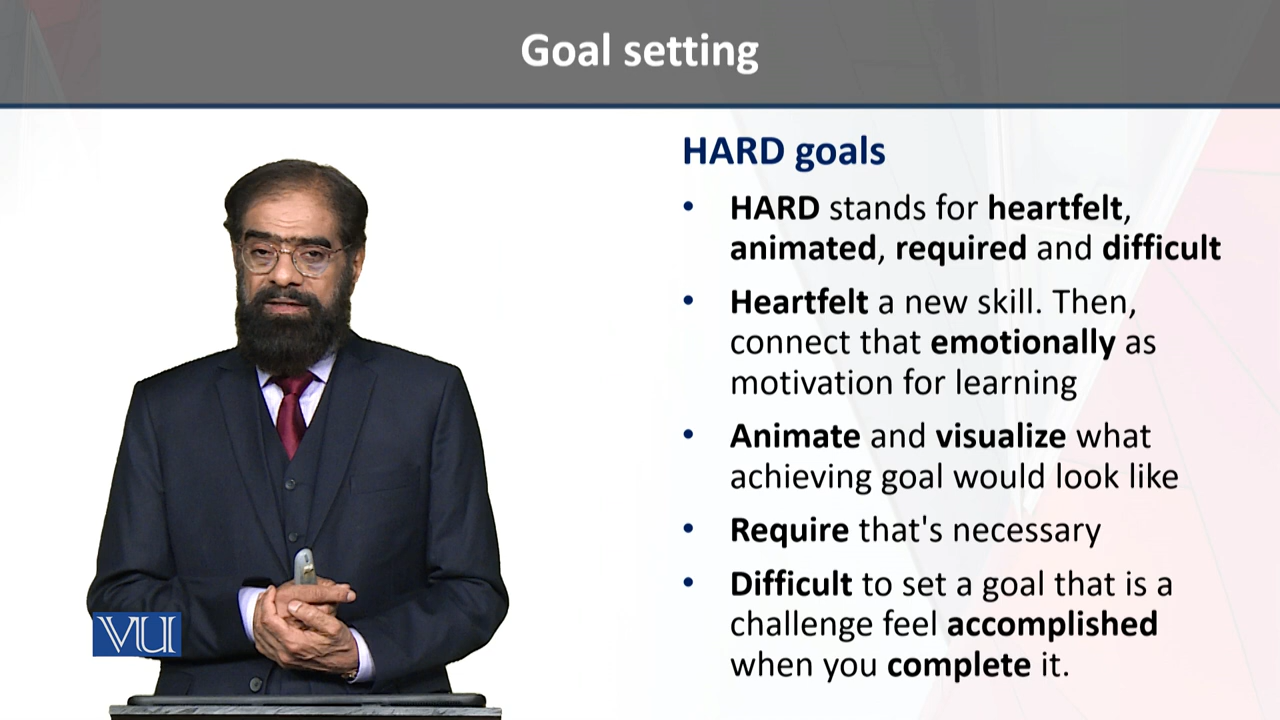 Goal setting
HARD goals
• HARD stands for heartfelt,
animated, required and difficult
• Heartfelt a new skill. Then,
connect that emotionally as
motivation for learning
• Animate and visualize what
achieving goal would look like
• Require that's necessary
• Difficult to set a goal that is a
challenge feel accomplished
when you complete it.
VU